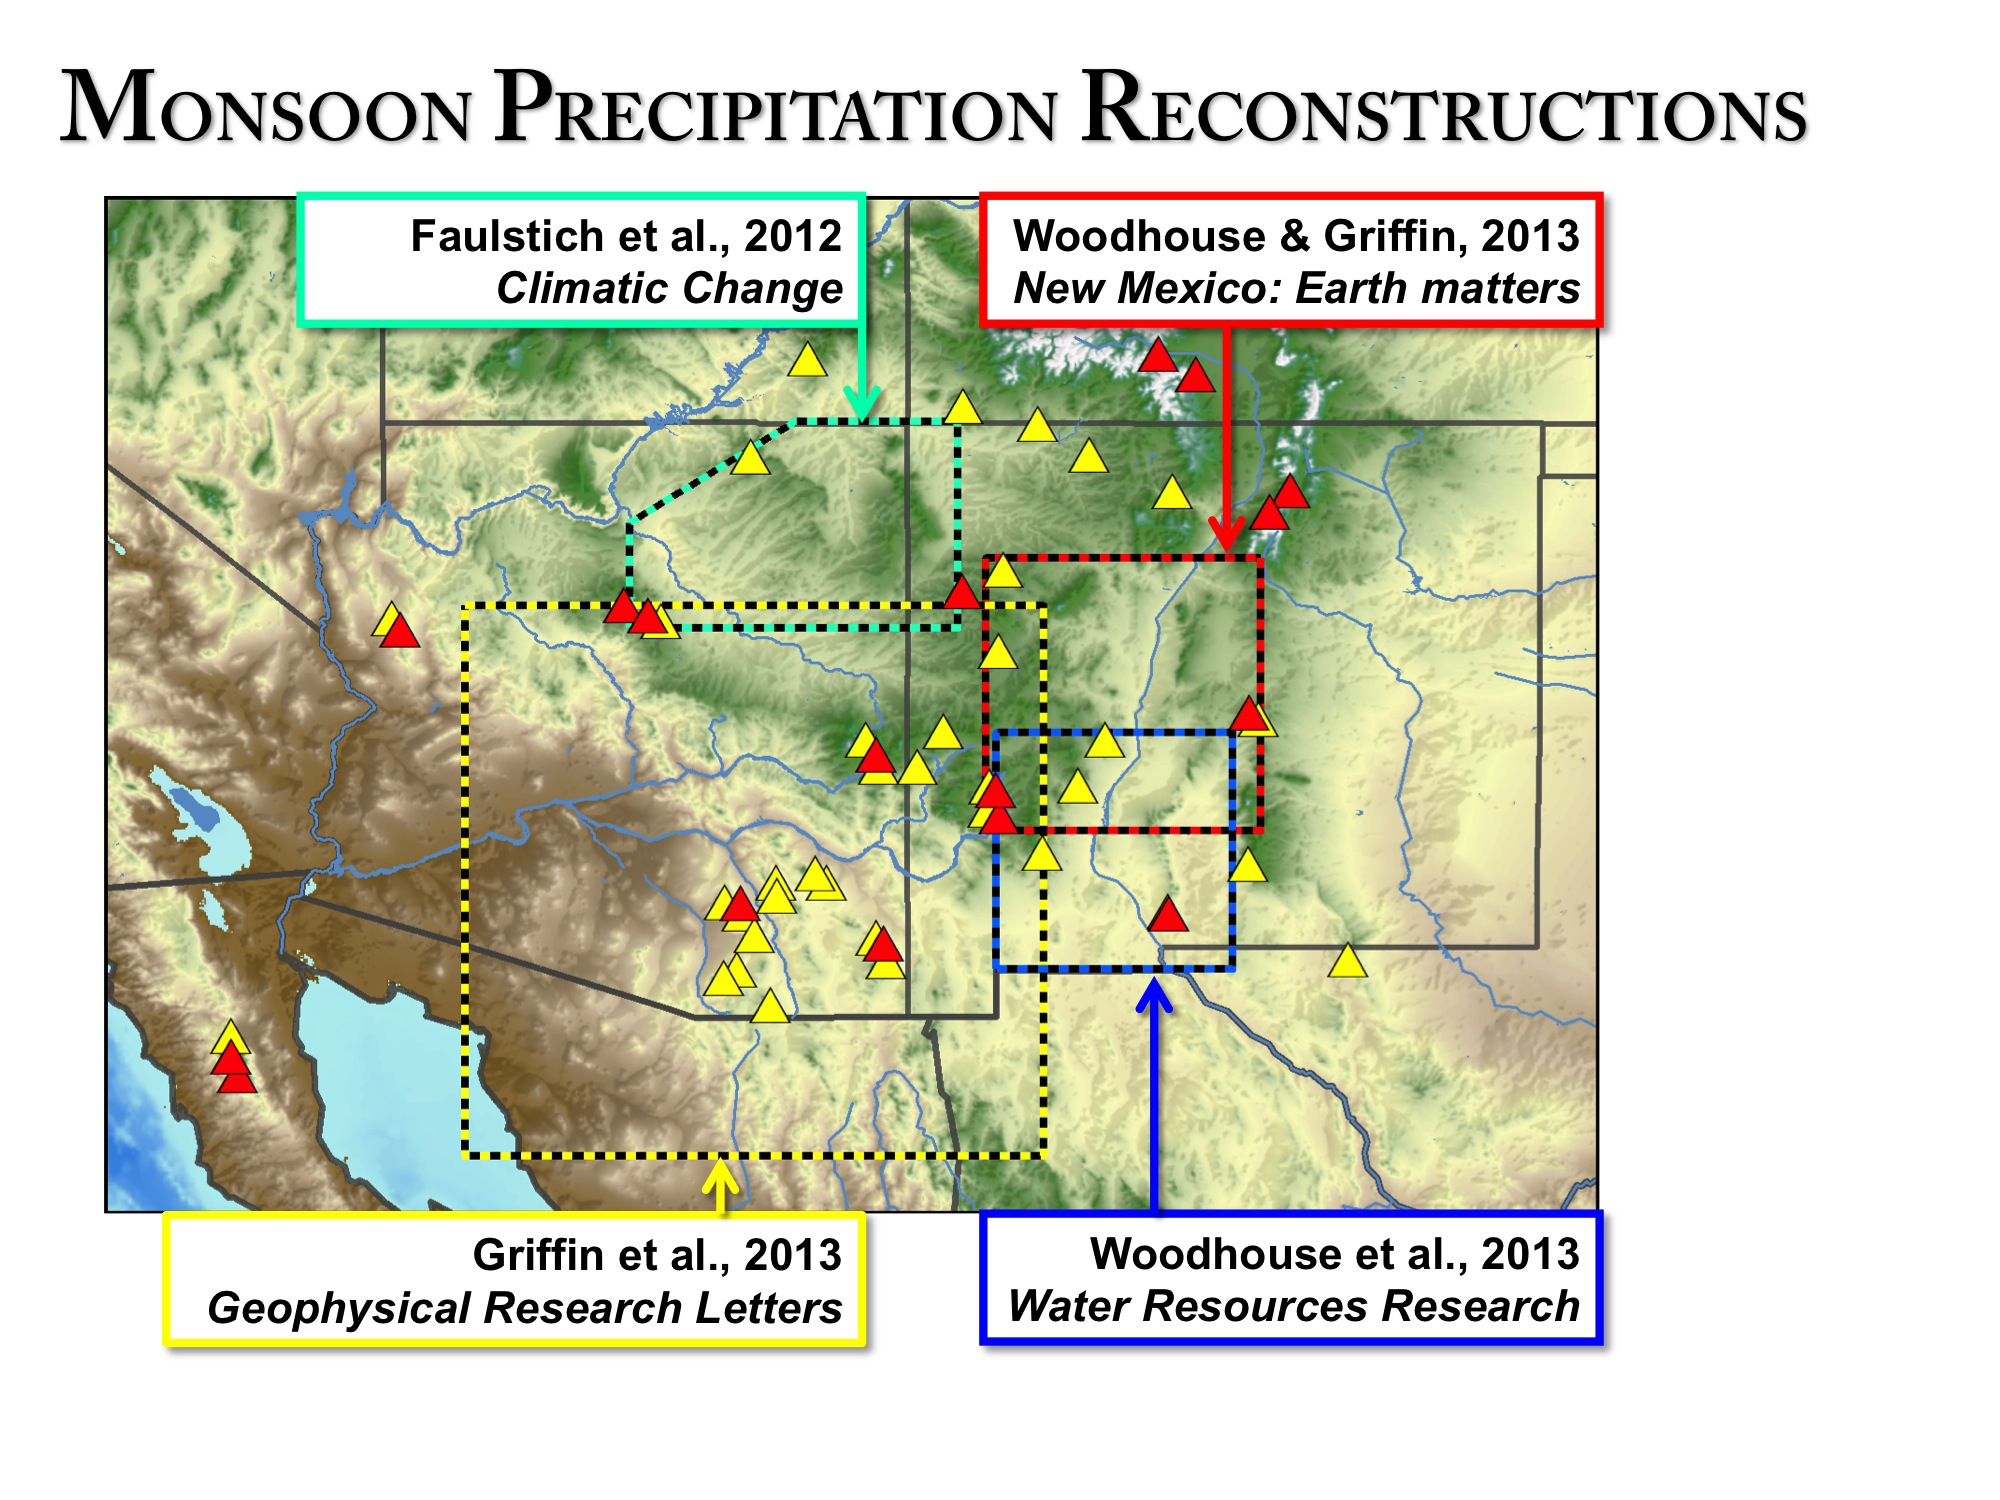 Monsoon Precipitation Reconstructions
Faulstich et al., 2012
Climatic Change
Woodhouse & Griffin, 2013
New Mexico: Earth matters
Griffin et al., 2013
Geophysical Research Letters
Woodhouse et al., 2013
Water Resources Research